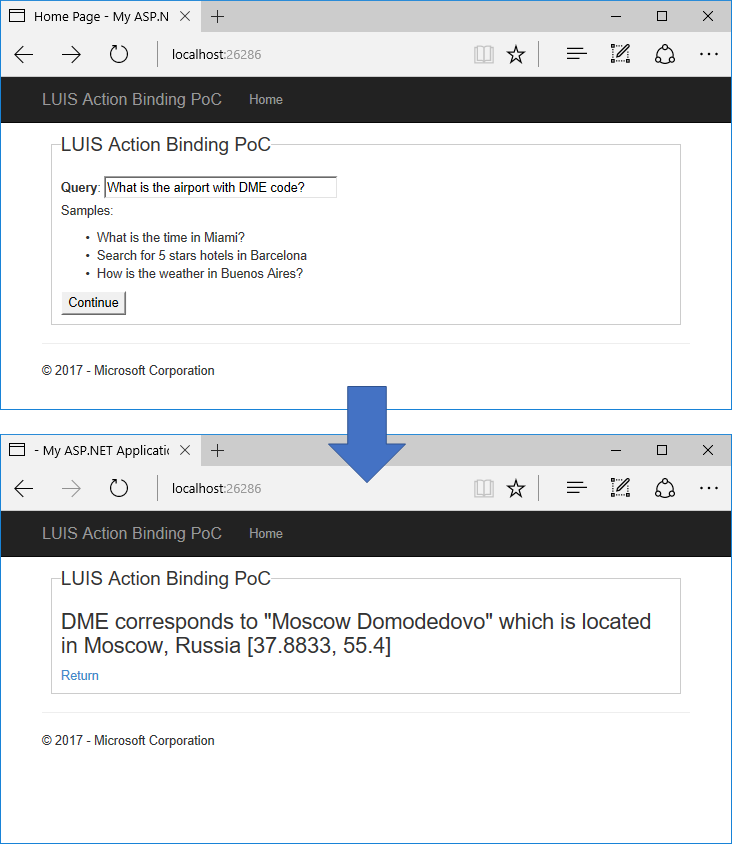 Home Page - My ASP.N
localhost:26286
LUIS Action Binding PoC Home
LUIS Action Binding PoC
Query: What is the airport with DME code?
Samples:
• What is the time in Miami?
• Search for 5 stars hotels in Barcelona
• How is the weather in Buenos Aires?
Continue
© 2017 - Microsoft Corporation
- My ASP.NET Applicatic
localhost:26286
LUIS Action Binding PoC Home
LUIS Action Binding PoC
DME corresponds to "Moscow Domodedovo" which is located
in Moscow, Russia [37.8833, 55.4]
Return
© 2017 - Microsoft Corporation